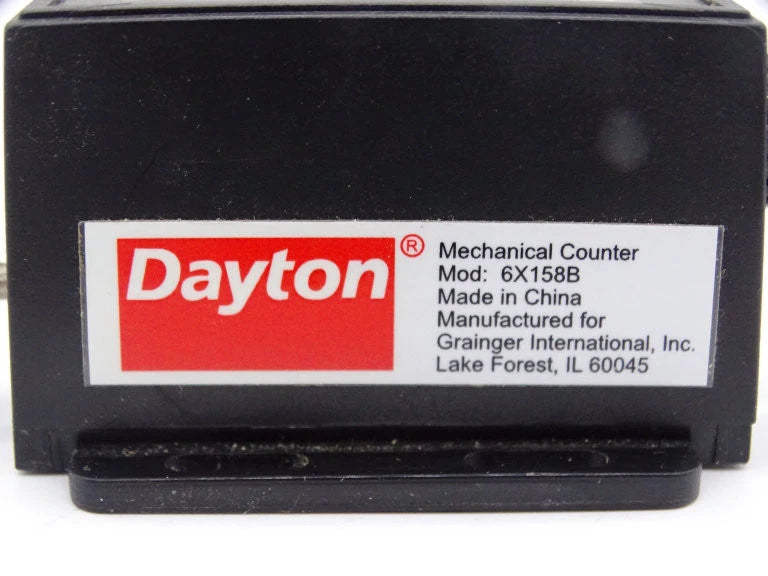 Dayton®
Mechanical Counter
Mod: 6X158B
Made in China
Manufactured for
Grainger International, Inc.
Lake Forest, IL 60045